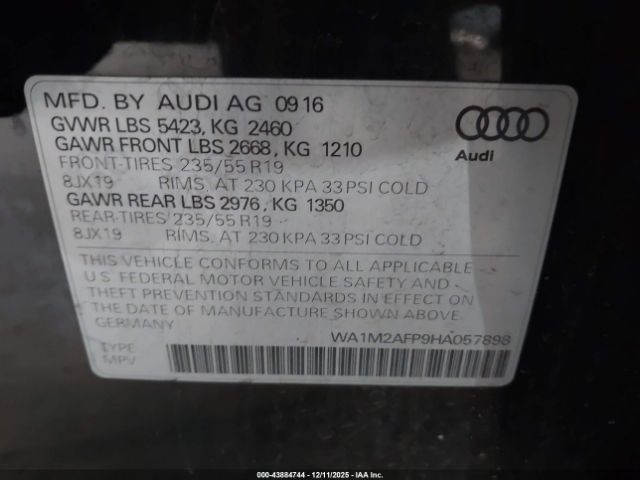 MFD. BY AUDI AG 0916
GVWR LBS 5423, KG 2460
GAWR FRONT LBS 2668, KG 1210
FRONT-TIRES 235/55 R19
8JX19 RIMS, AT 230 KPA 33 PSI COLD
GAWR REAR LBS 2976, KG 1350
REAR-TIRES 235/55 R19
8JX19 RIMS, AT 230 KPA 33 PSI COLD
Audi
THIS VEHICLE CONFORMS TO ALL APPLICABLE
U.S. FEDERAL MOTOR VEHICLE SAFETY AND
THEFT PREVENTION STANDARDS IN EFFECT ON
THE DATE OF MANUFACTURE SHOWN ABOVE.
GERMANY
TYPE WA1M2AFP9HA057898
MPV
000-43884744 - 12/11/2025 - IAA Inc.